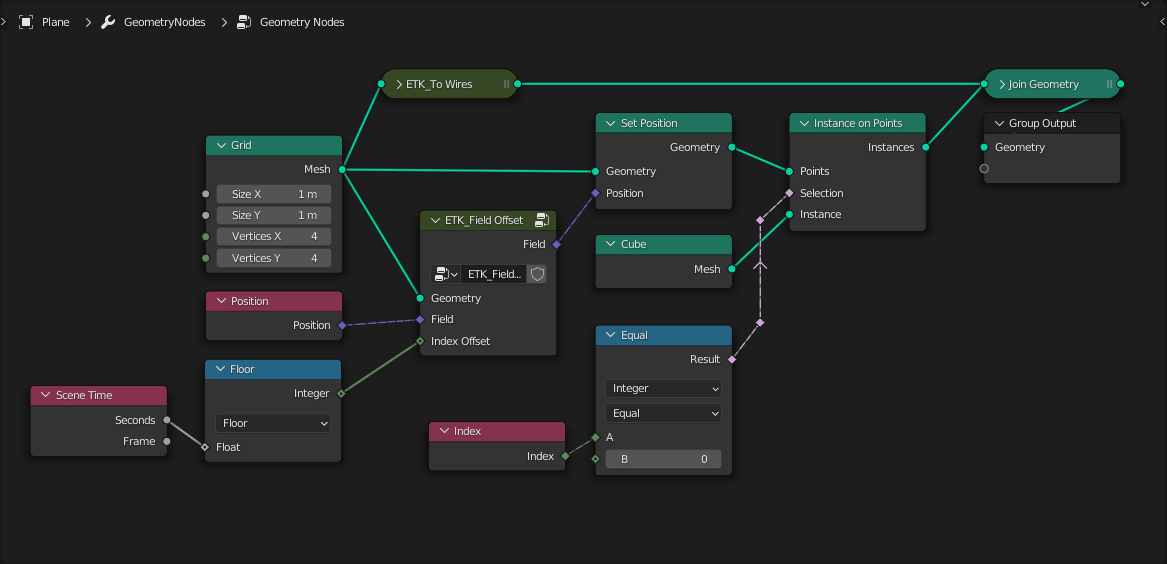 Plane GeometryNodes Geometry Nodes
ETK_To Wires
Join Geometry
Grid
Mesh
Size X 1 m
Size Y 1 m
Vertices X 4
Vertices Y 4
Set Position
Geometry
Geometry
Position
Instance on Points
Instances
Points
Selection
Instance
Group Output
Geometry
ETK_Field Offset
Field
ETK_Field...
Geometry
Field
Index Offset
Cube
Mesh
Position
Position
Floor
Integer
Floor
Float
Scene Time
Seconds
Frame
Equal
Result
Integer
Equal
A
B 0
Index
Index